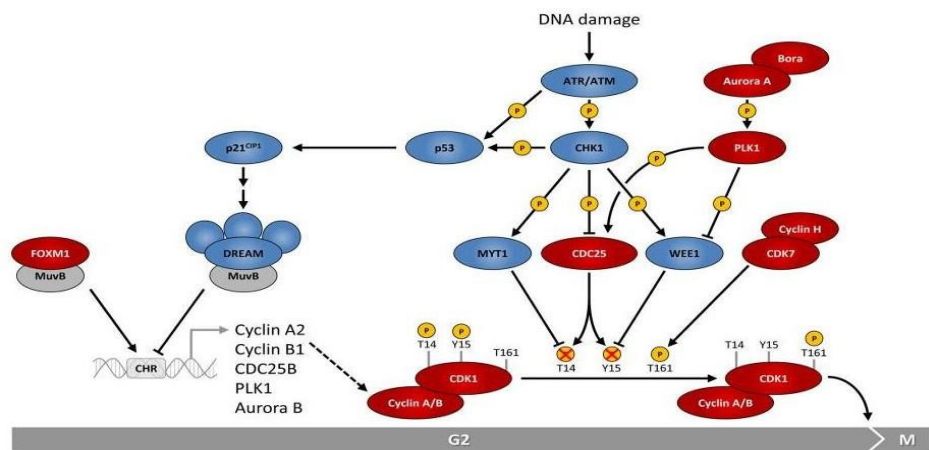 DNA damage
Bora
ATR/ATM
Aurora A
P
P
P
p21CIP1
p53
P
CHK1
PLK1
P
P
P
P
P
FOXM1
MuvB
DREAM
MuvB
MYT1
CDC25
WEE1
Cyclin H
CDK7
CHR
Cyclin A2
Cyclin B1
CDC25B
PLK1
Aurora B
P
P
T14
Y15
T161
CDK1
Cyclin A/B
T14
Y15
P
T161
T14
Y15
P
T161
CDK1
Cyclin A/B
G2
M